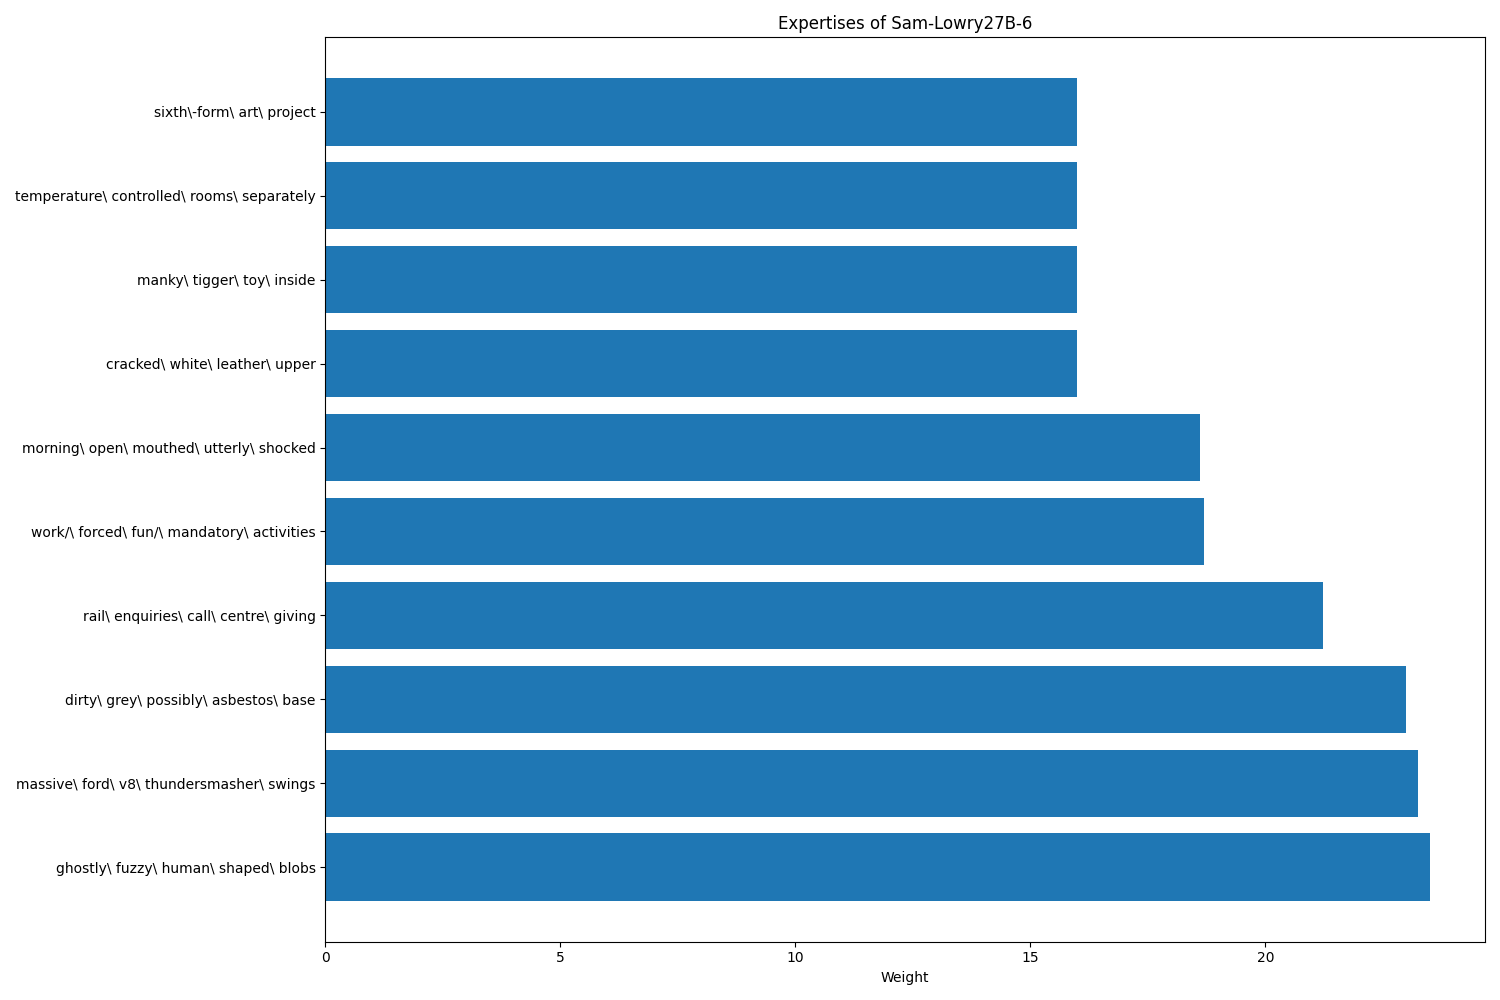 Expertises of Sam-Lowry27B-6
sixth\-form\ art\ project
temperature\ controlled\ rooms\ separately
manky\ tigger\ toy\ inside
cracked\ white\ leather\ upper
morning\ open\ mouthed\ utterly\ shocked
work/\ forced\ fun/\ mandatory\ activities
rail\ enquiries\ call\ centre\ giving
dirty\ grey\ possibly\ asbestos\ base
massive\ ford\ v8\ thundersmasher\ swings
ghostly\ fuzzy\ human\ shaped\ blobs
0 5 10 15 20
Weight